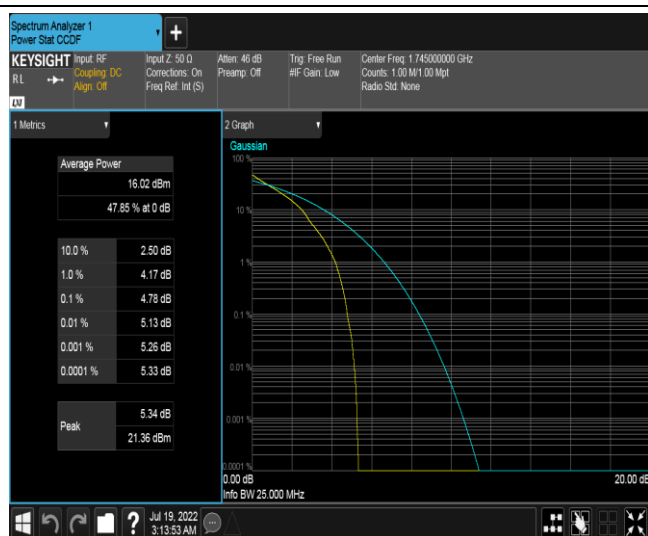 Spectrum Analyzer 1
Power Stat CCDF
+
KEYSIGHT
RL
LXI
Input: RF
Coupling: DC
Align: Off
Input Z: 50 Ω
Corrections: On
Freq Ref: Int (S)
Atten: 46 dB
Preamp: Off
Trig: Free Run
#IF Gain: Low
Center Freq: 1.745000000 GHz
Counts: 1.00 M/1.00 Mpt
Radio Std: None
1 Metrics
Average Power
16.02 dBm
47.85 % at 0 dB
10.0 % 2.50 dB
1.0 % 4.17 dB
0.1 % 4.78 dB
0.01 % 5.13 dB
0.001 % 5.26 dB
0.0001 % 5.33 dB
Peak
5.34 dB
21.36 dBm
2 Graph
Gaussian
100 %
10 %
1 %
0.1 %
0.01 %
0.001 %
0.0001 %
0.00 dB 20.00 dB
Info BW 25.000 MHz
?
Jul 19, 2022
3:13:53 AM